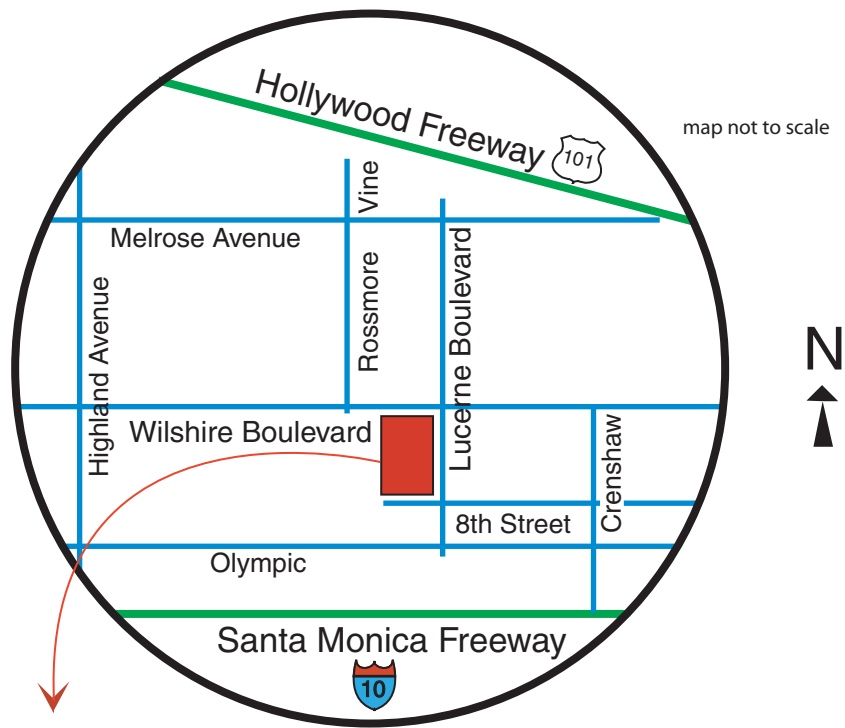 Hollywood Freeway
101
map not to scale
Vine
Melrose Avenue
Rossmore
Lucerne Boulevard
Highland Avenue
N
Wilshire Boulevard
Crenshaw
8th Street
Olympic
Santa Monica Freeway
10